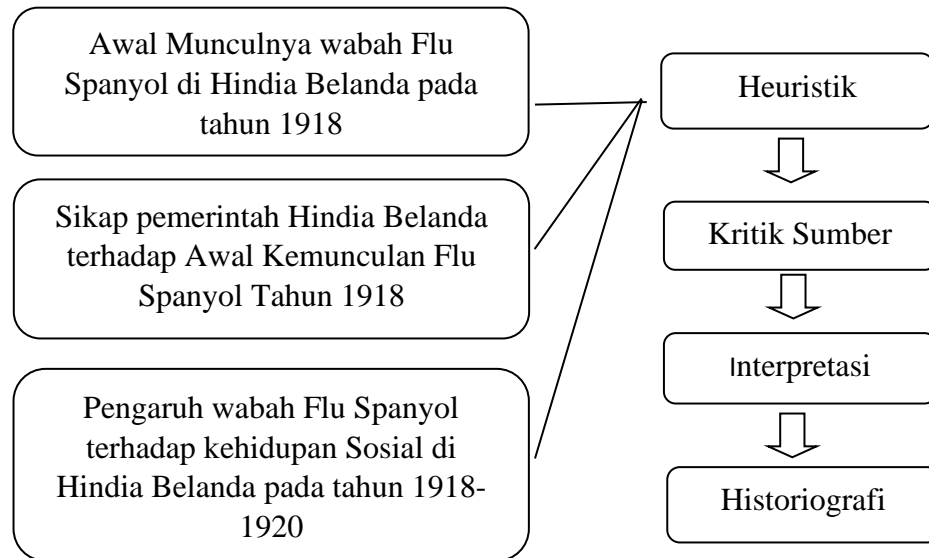 Awal Munculnya wabah Flu
Spanyol di Hindia Belanda pada
tahun 1918
Sikap pemerintah Hindia Belanda
terhadap Awal Kemunculan Flu
Spanyol Tahun 1918
Pengaruh wabah Flu Spanyol
terhadap kehidupan Sosial di
Hindia Belanda pada tahun 1918-
1920
Heuristik
Kritik Sumber
Interpretasi
Historiografi